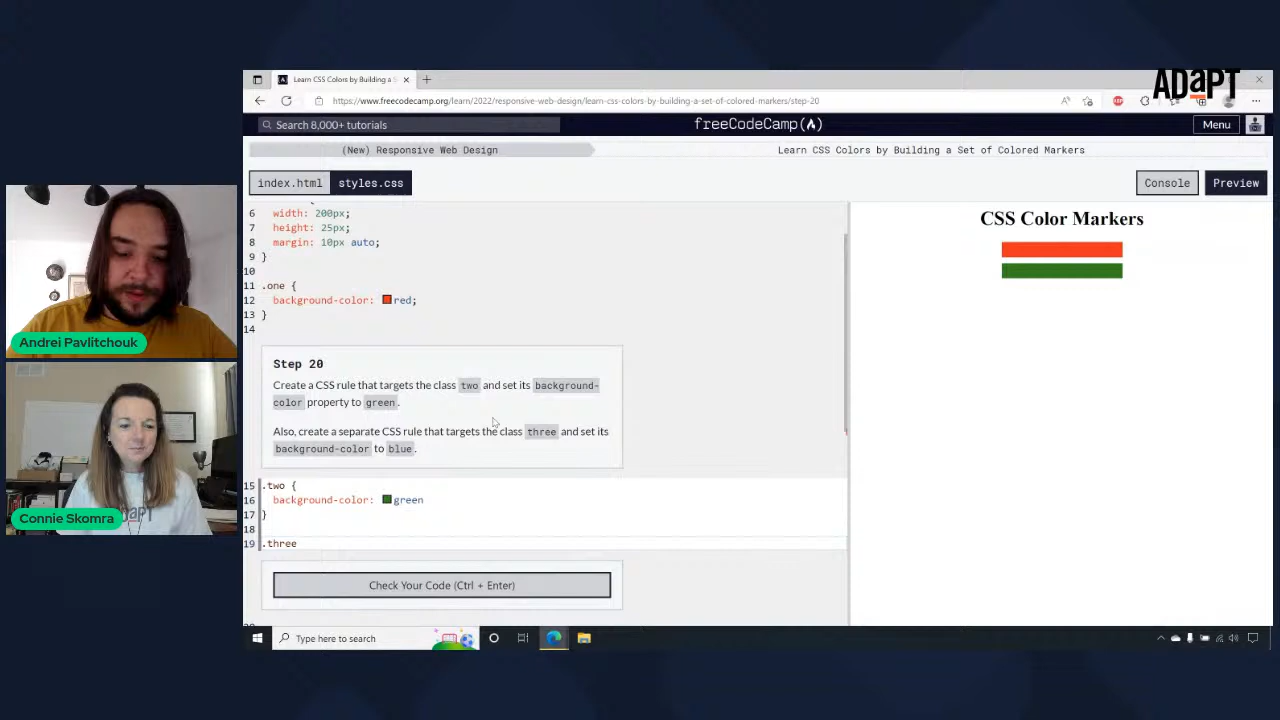 ADaPT
Learn CSS Colors by Building a S
https://www.freecodecamp.org/learn/2022/responsive-web-design/learn-css-colors-by-building-a-set-of-colored-markers/step-20
Search 8,000+ tutorials
freeCodeCamp
Menu
(New) Responsive Web Design
Learn CSS Colors by Building a Set of Colored Markers
index.html
styles.css
Console
Preview
6 width: 200px;
7 height: 25px;
8 margin: 10px auto;
9 }
10
11 .one {
12 background-color: red;
13 }
14
Step 20
Create a CSS rule that targets the class two and set its background-
color property to green.
Also, create a separate CSS rule that targets the class three and set its
background-color to blue.
15 .two {
16 background-color: green
17 }
18
19 .three
Check Your Code (Ctrl + Enter)
CSS Color Markers
Andrei Pavlitchouk
Connie Skomra
Type here to search